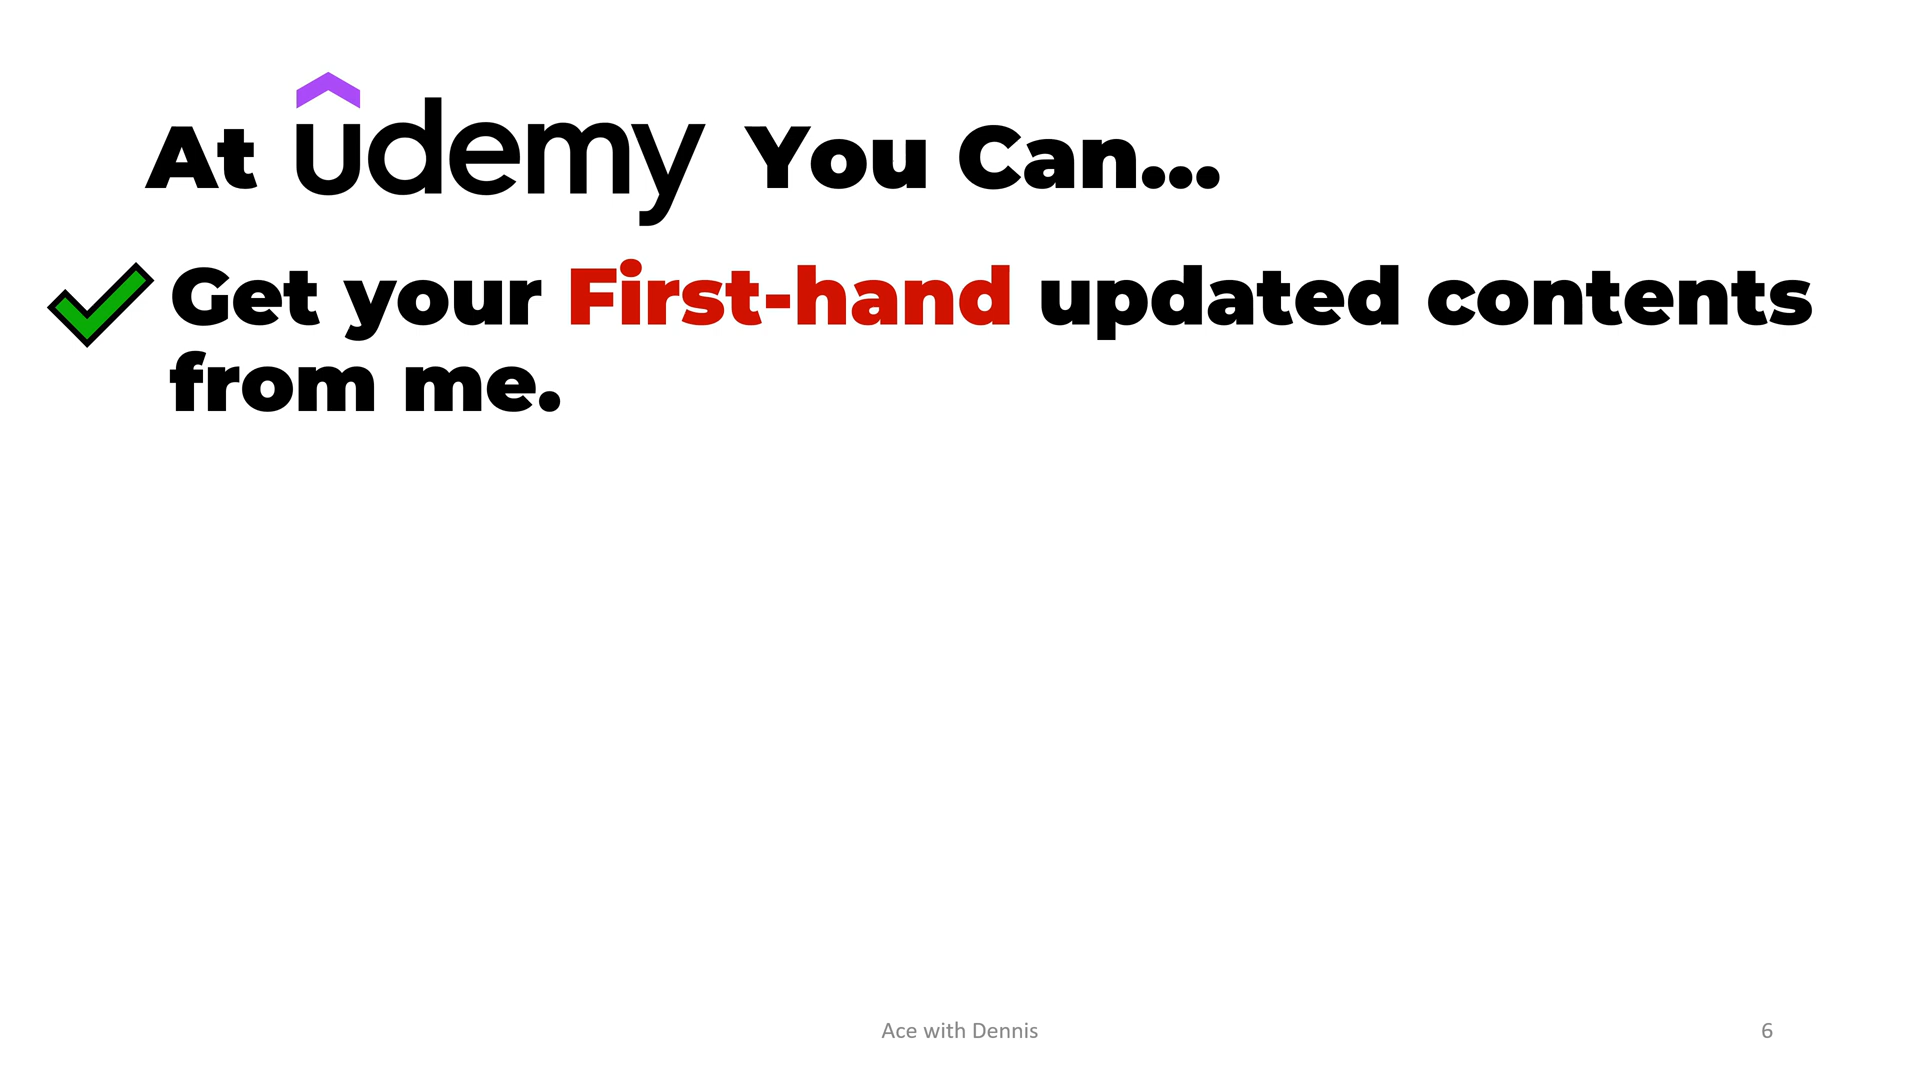 At udemy You Can...
Get your First-hand updated contents
from me.
Ace with Dennis
6